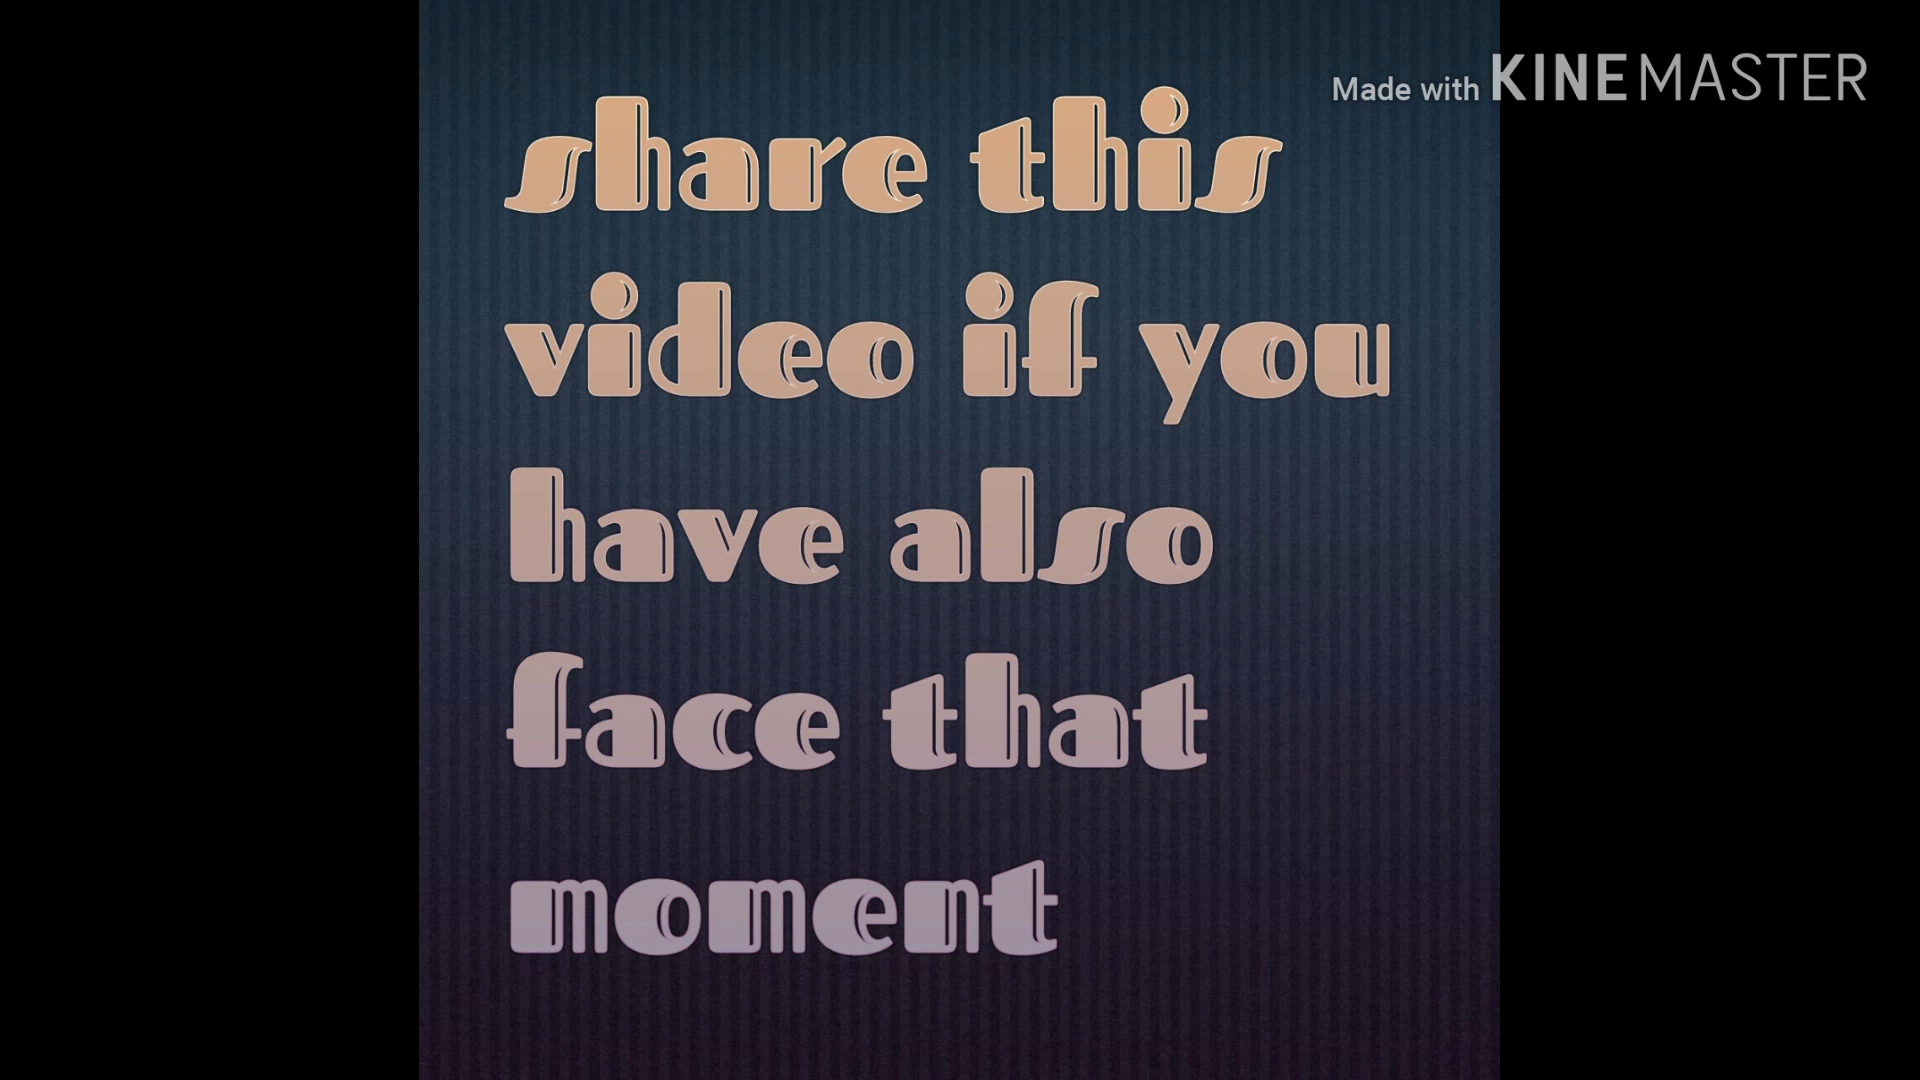 Made with KINEMASTER
share this
video if you
have also
face that
moment